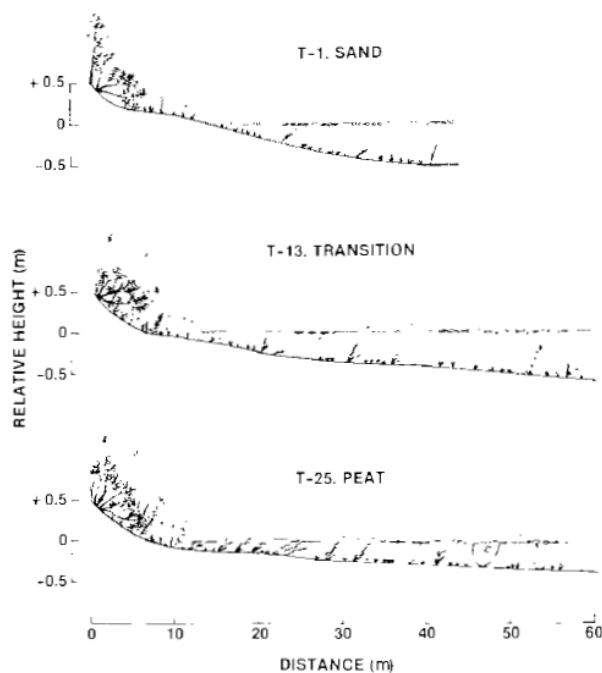 T-1. SAND
+ 0.5
0
-0.5
T-13. TRANSITION
+ 0.5
0
-0.5
T-25. PEAT
+ 0.5
0
-0.5
RELATIVE HEIGHT (m)
0 10 20 30 40 50 60
DISTANCE (m)